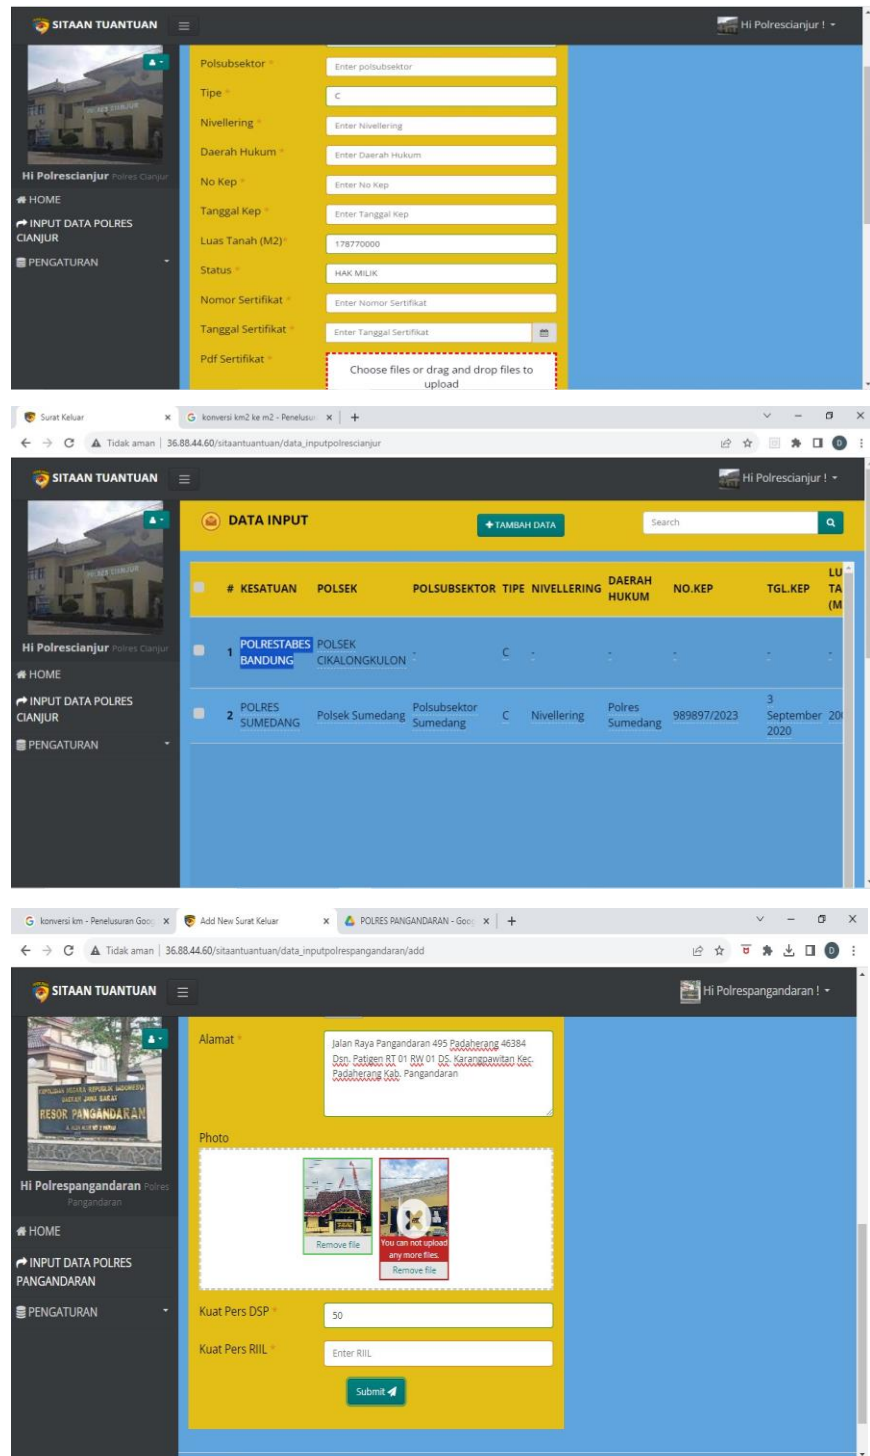 SITAAN TUANTUAN
Hi Polrescianjur !
Polsubsektor *
Enter polsubsektor
Tipe *
C
Nivellering *
Enter Nivellering
Daerah Hukum *
Enter Daerah Hukum
Hi Polrescianjur Polres Cianjur
No Kep *
Enter No Kep
HOME
INPUT DATA POLRES
CIANJUR
PENGATURAN
Tanggal Kep *
Enter Tanggal Kep
Luas Tanah (M2)*
178770000
Status *
HAK MILIK
Nomor Sertifikat *
Enter Nomor Sertifikat
Tanggal Sertifikat *
Enter Tanggal Sertifikat
Pdf Sertifikat *
Choose files or drag and drop files to
upload
Surat Keluar
konversi km2 ke m2 - Penelusu
Tidak aman | 36.88.44.60/sitaantuantuan/data_inputpolrescianjur
SITAAN TUANTUAN
Hi Polrescianjur !
DATA INPUT
+TAMBAH DATA
Search
# KESATUAN POLSEK POLSUBSEKTOR TIPE NIVELLERING DAERAH HUKUM NO.KEP TGL.KEP LU TA (M
1 POLRESTABES BANDUNG POLSEK CIKALONGKULON - C - - - - -
2 POLRES SUMEDANG Polsek Sumedang Polsubsektor Sumedang C Nivellering Polres Sumedang 989897/2023 3 September 2020 200
Hi Polrescianjur Polres Cianjur
HOME
INPUT DATA POLRES
CIANJUR
PENGATURAN
konversi km - Penelusuran Goo
Add New Surat Keluar
POLRES PANGANDARAN - Goo
Tidak aman | 36.88.44.60/sitaantuantuan/data_inputpolrespangandaran/add
SITAAN TUANTUAN
Hi Polrespangandaran !
RESOR PANGANDARAN
Hi Polrespangandaran Polres
Pangandaran
HOME
INPUT DATA POLRES
PANGANDARAN
PENGATURAN
Alamat *
Jalan Raya Pangandaran 495 Padaherang 46384
Dsn. Patigen RT 01 RW 01 DS. Karangpawitan Kec.
Padaherang Kab. Pangandaran
Photo
Remove file
You can not upload
any more files.
Remove file
Kuat Pers DSP *
50
Kuat Pers RIIL *
Enter RIIL
Submit